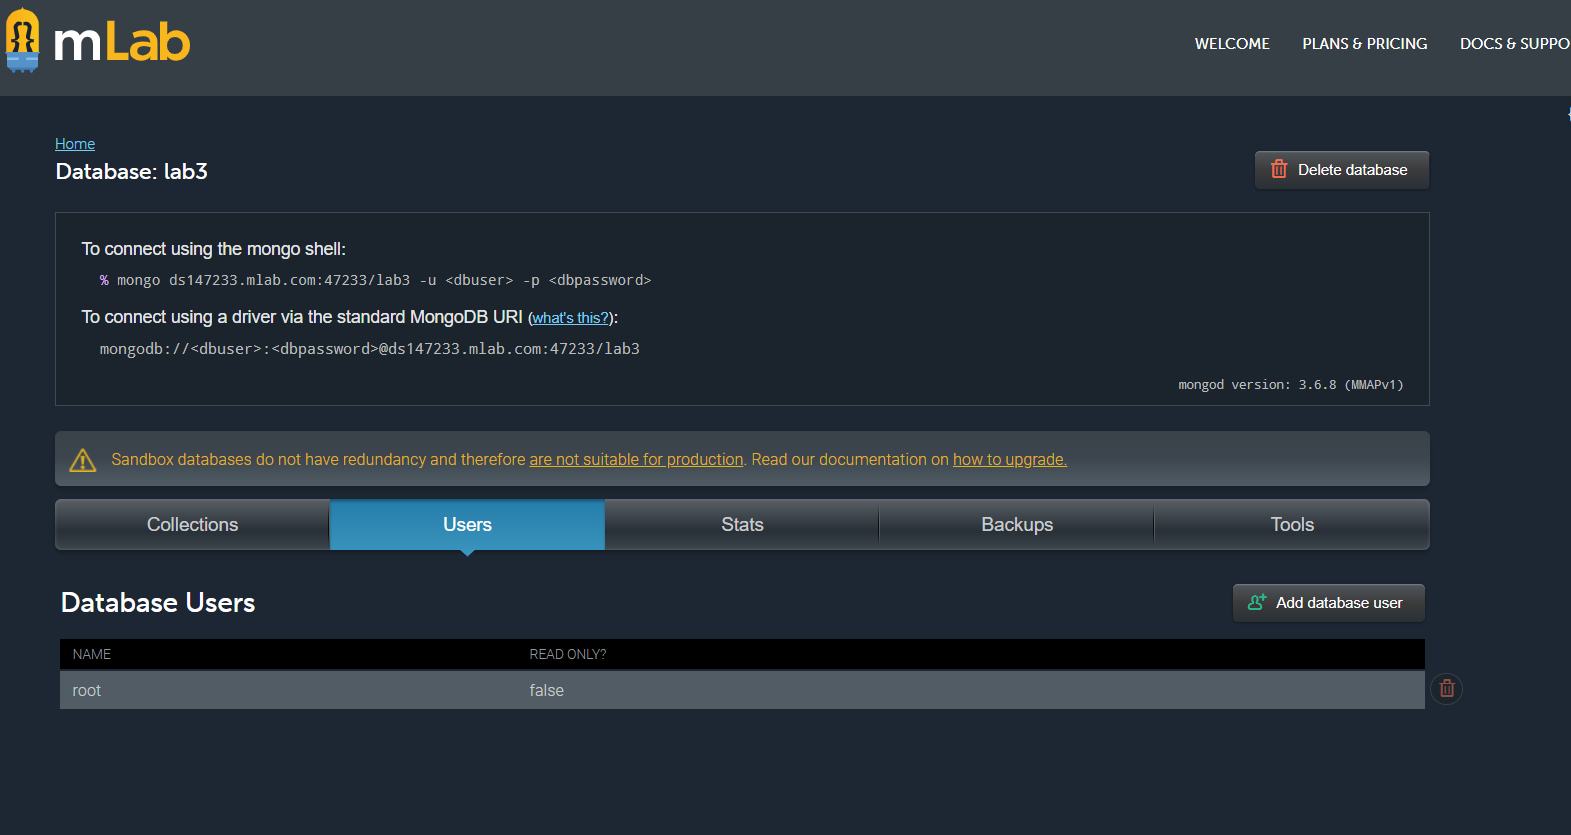 mLab
WELCOME PLANS & PRICING DOCS & SUPPO
Home
Database: lab3
Delete database
To connect using the mongo shell:
% mongo ds147233.mlab.com:47233/lab3 -u <dbuser> -p <dbpassword>
To connect using a driver via the standard MongoDB URI (what's this?):
mongodb://<dbuser>:<dbpassword>@ds147233.mlab.com:47233/lab3
mongod version: 3.6.8 (MMAPv1)
Sandbox databases do not have redundancy and therefore are not suitable for production. Read our documentation on how to upgrade.
Collections Users Stats Backups Tools
Database Users
Add database user
NAME READ ONLY?
root false